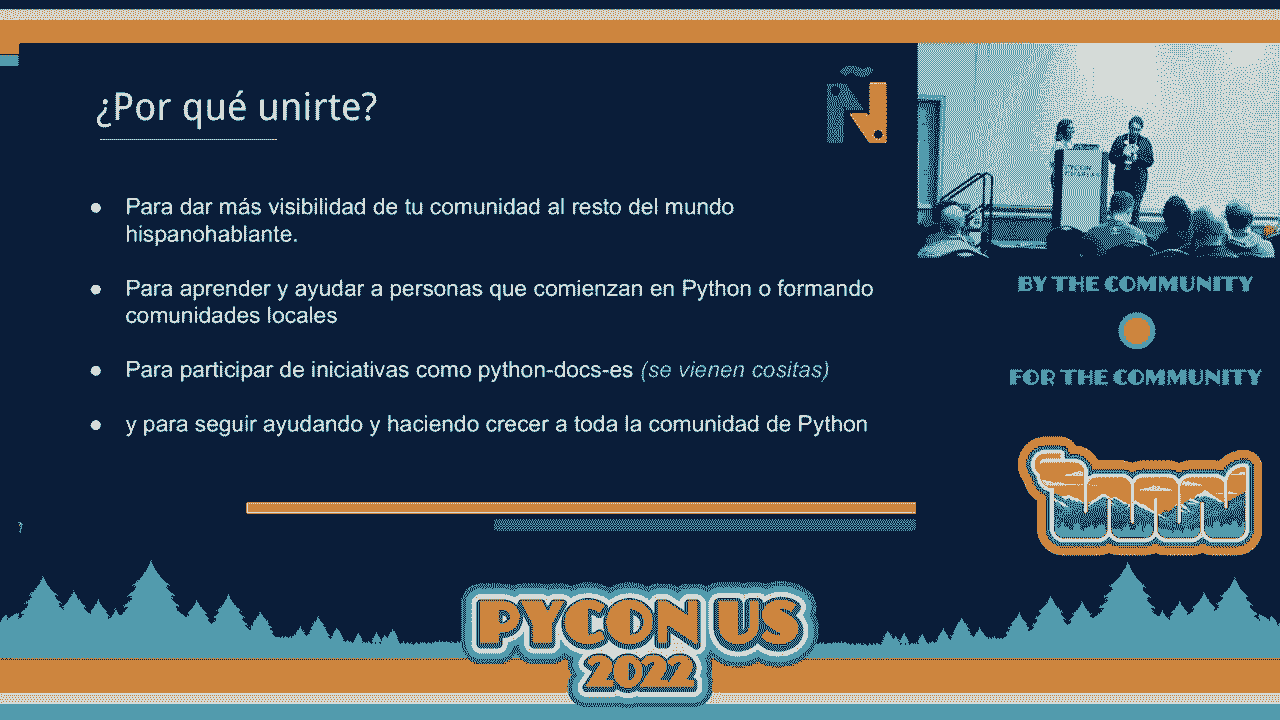 ¿Por qué unirte?
Ñ
● Para dar más visibilidad de tu comunidad al resto del mundo
hispanohablante.
● Para aprender y ayudar a personas que comienzan en Python o formando
comunidades locales
● Para participar de iniciativas como python-docs-es (se vienen cositas)
● y para seguir ayudando y haciendo crecer a toda la comunidad de Python
BY THE COMMUNITY
FOR THE COMMUNITY
PYCON US
2022